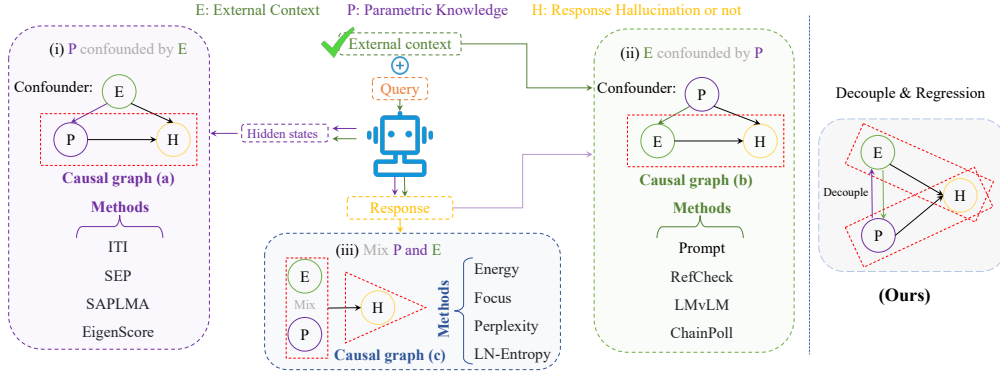 E: External Context P: Parametric Knowledge H: Response Hallucination or not
(i) P confounded by E
Confounder:
E
P
H
Causal graph (a)
Methods
ITI
SEP
SAPLMA
EigenScore
External context
Query
Hidden states
Response
(iii) Mix P and E
E
Mix
P
H
Causal graph (c)
Methods
Energy
Focus
Perplexity
LN-Entropy
(ii) E confounded by P
Confounder:
P
E
H
Causal graph (b)
Methods
Prompt
RefCheck
LMvLM
ChainPoll
Decouple & Regression
E
Decouple
H
P
(Ours)